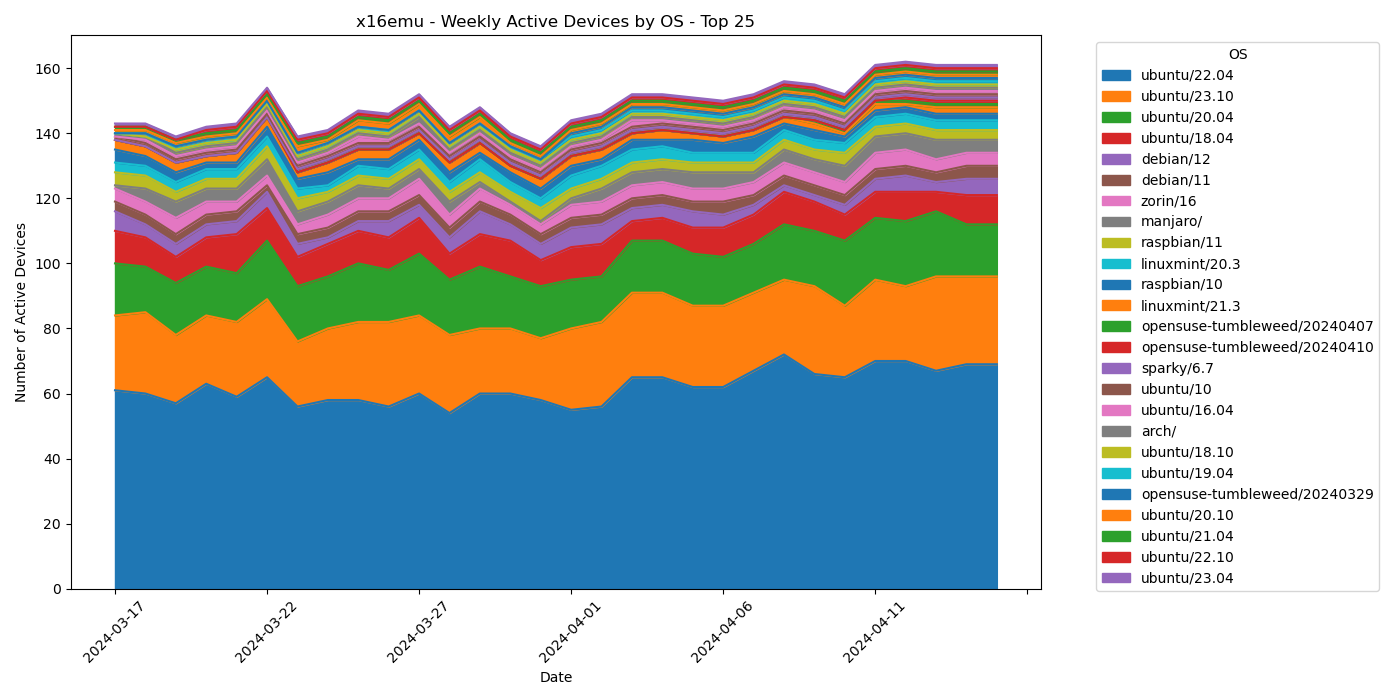 x16emu - Weekly Active Devices by OS - Top 25
Number of Active Devices
160
140
120
100
80
60
40
20
0
2024-03-17
2024-03-22
2024-03-27
2024-04-01
2024-04-06
2024-04-11
Date
OS
ubuntu/22.04
ubuntu/23.10
ubuntu/20.04
ubuntu/18.04
debian/12
debian/11
zorin/16
manjaro/
raspbian/11
linuxmint/20.3
raspbian/10
linuxmint/21.3
opensuse-tumbleweed/20240407
opensuse-tumbleweed/20240410
sparky/6.7
ubuntu/10
ubuntu/16.04
arch/
ubuntu/18.10
ubuntu/19.04
opensuse-tumbleweed/20240329
ubuntu/20.10
ubuntu/21.04
ubuntu/22.10
ubuntu/23.04